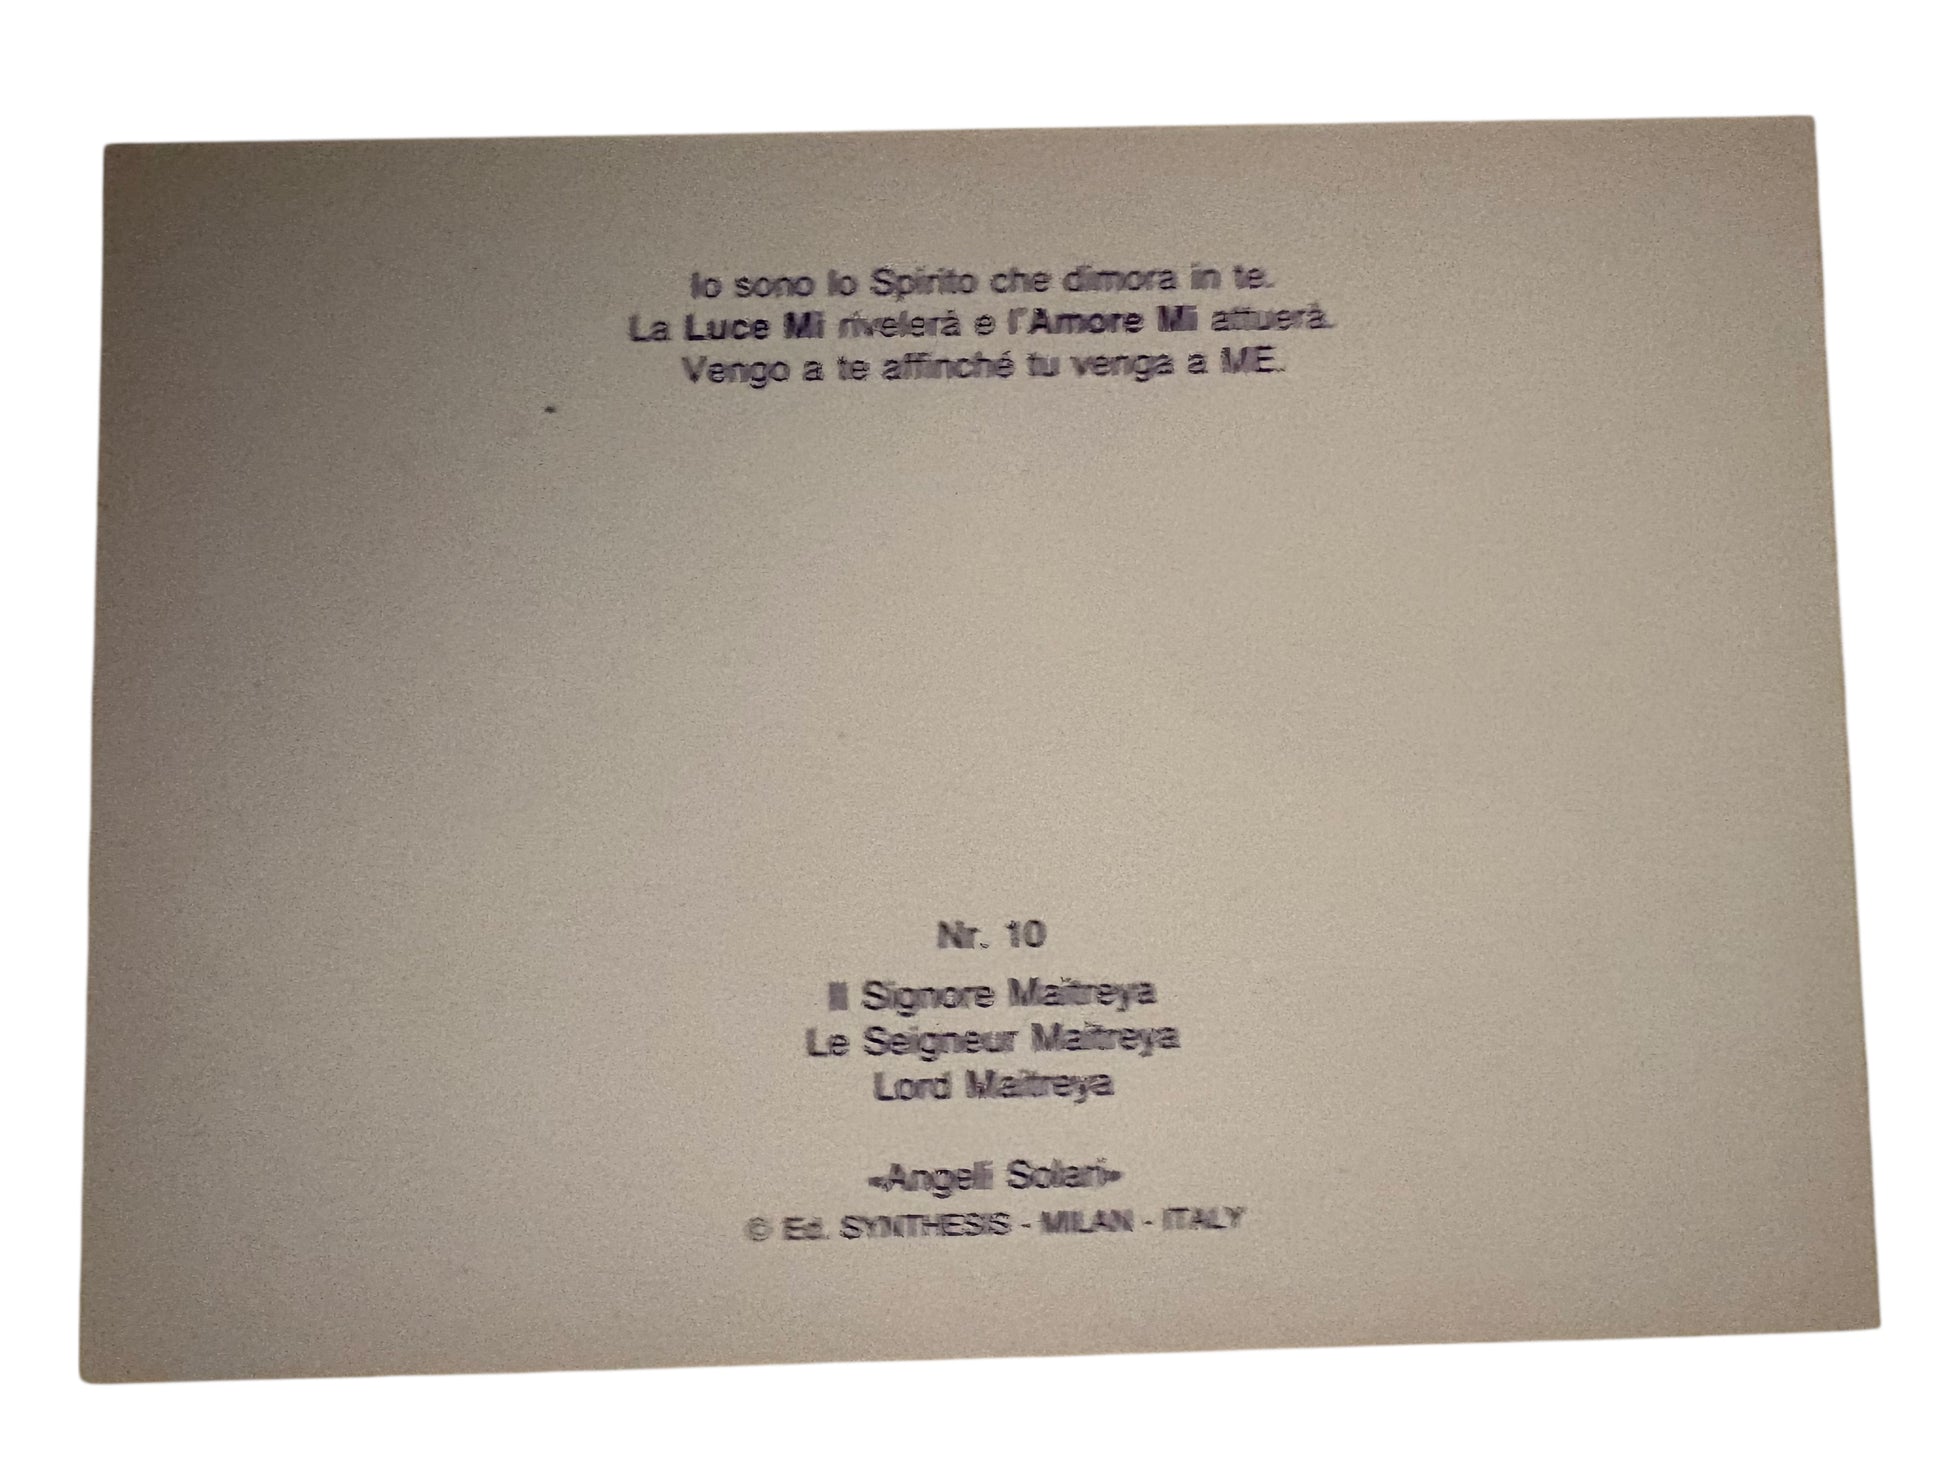 Io sono lo Spirito che dimora in te.
La Luce Mi rivelerà e l'Amore Mi attuerà.
Vengo a te affinché tu venga a ME.
Nr. 10
Il Signore Maitreya
Le Seigneur Maitreya
Lord Maitreya
«Angeli Solari»
© Ed. SYNTHESIS - MILAN - ITALY